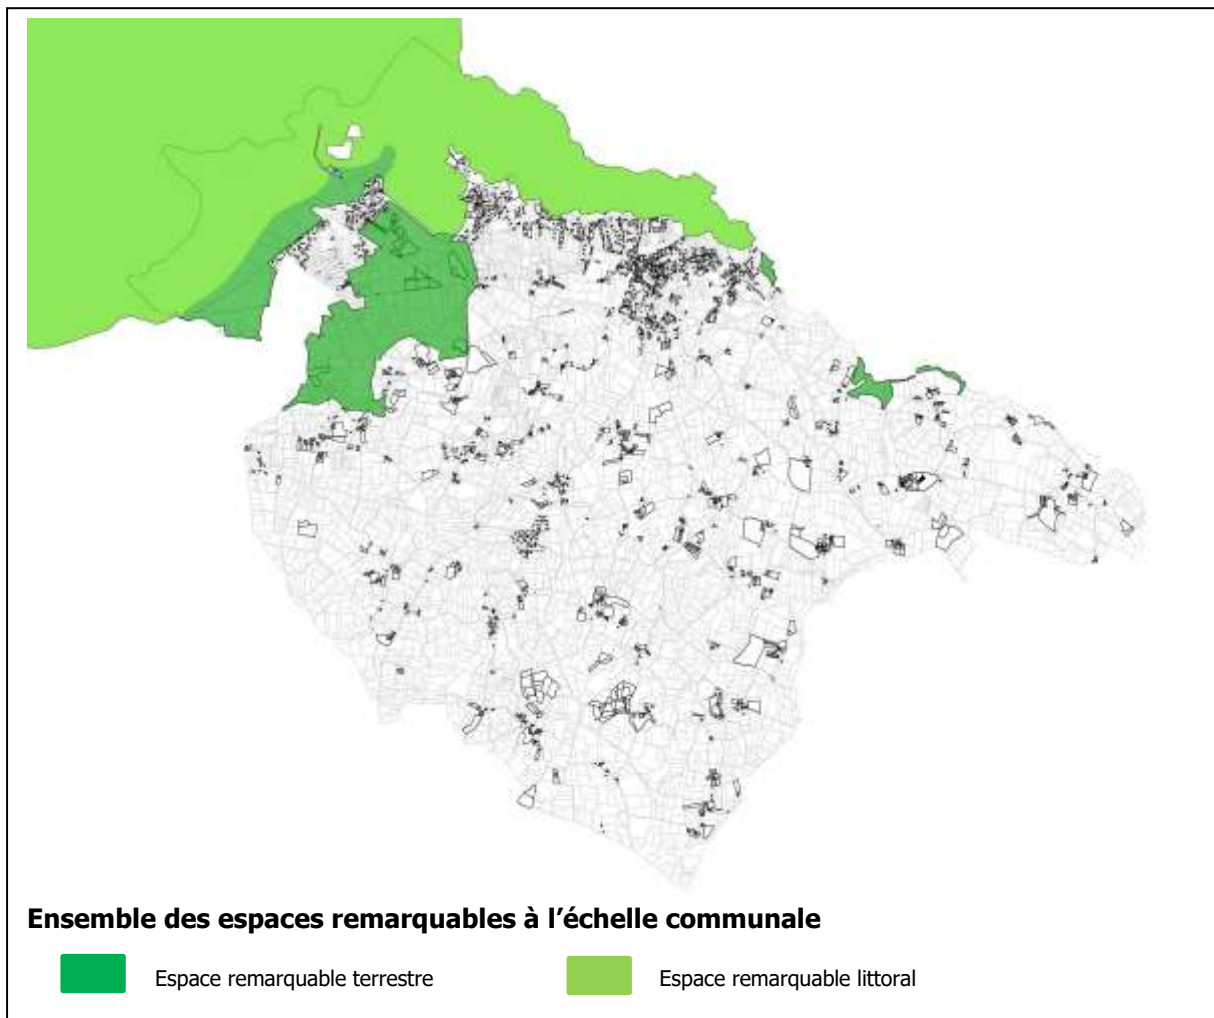 Ensemble des espaces remarquables à l’échelle communale
Espace remarquable terrestre
Espace remarquable littoral